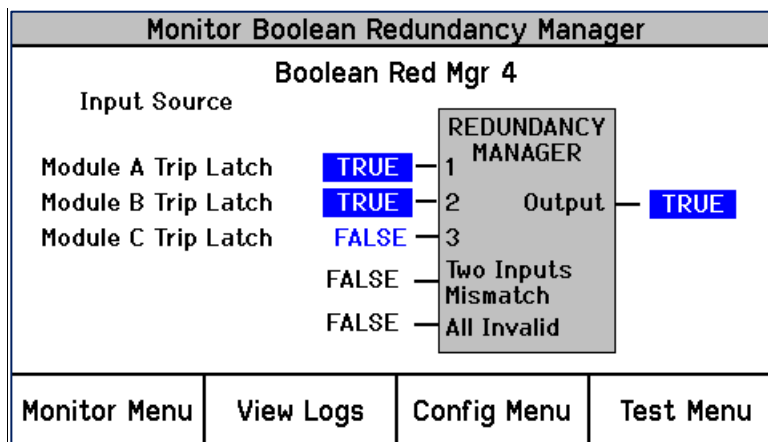 Monitor Boolean Redundancy Manager
Boolean Red Mgr 4
Input Source
REDUNDANCY
MANAGER
Module A Trip Latch TRUE 1
Module B Trip Latch TRUE 2 Output TRUE
Module C Trip Latch FALSE 3
FALSE Two Inputs
Mismatch
FALSE All Invalid
Monitor Menu View Logs Config Menu Test Menu